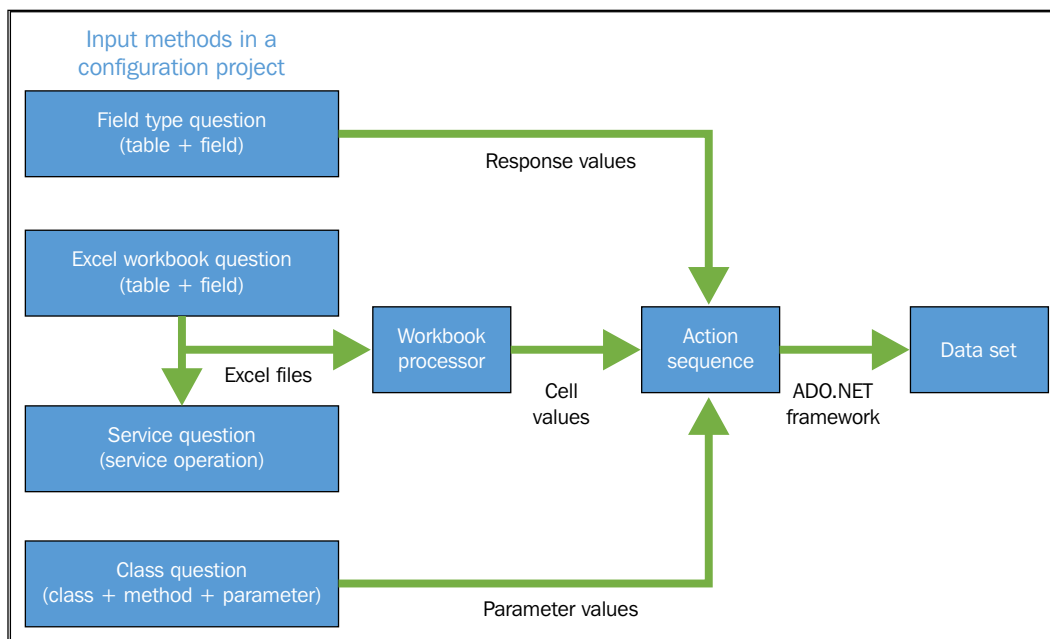 Input methods in a
configuration project
Field type question
(table + field)
Response values
Excel workbook question
(table + field)
Workbook
processor
Action
sequence
Data set
Excel files
Cell
values
ADO.NET
framework
Service question
(service operation)
Class question
(class + method + parameter)
Parameter values